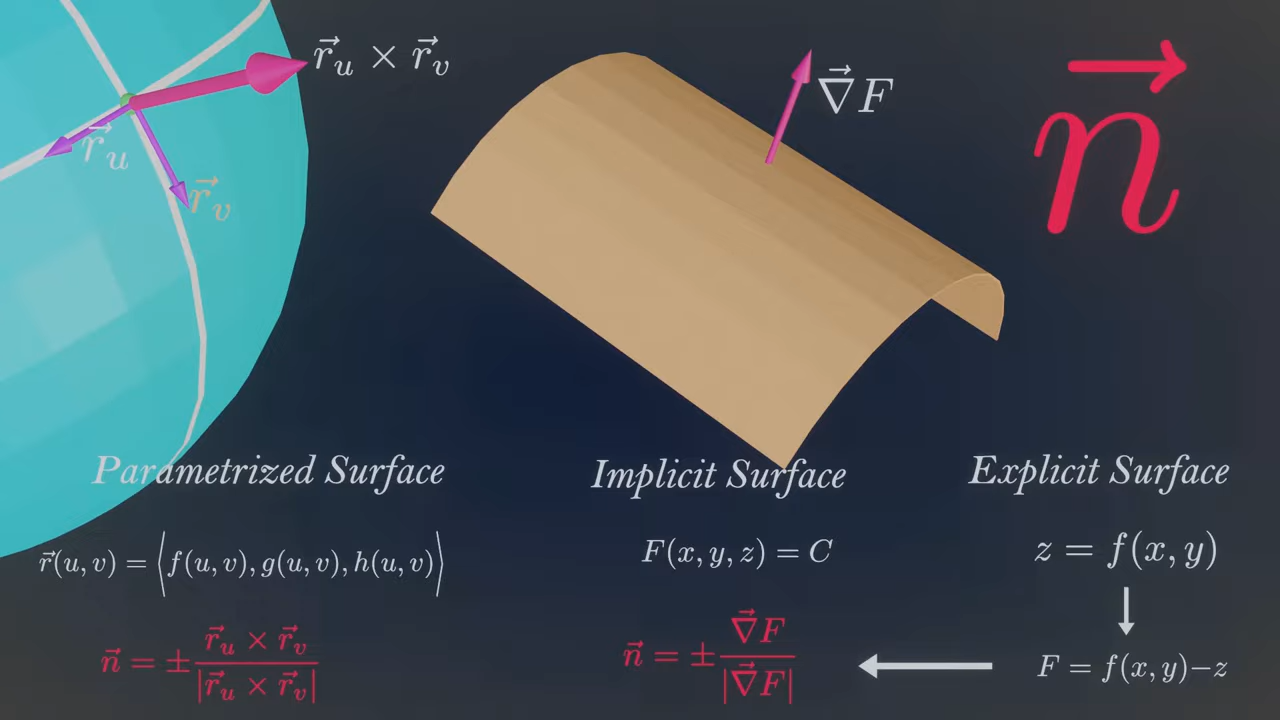 r⃗_u × r⃗_v
r⃗_u
r⃗_v
∇⃗F
n⃗
Parametrized Surface
r⃗(u, v) = ⟨f(u, v), g(u, v), h(u, v)⟩
n⃗ = ± (r⃗_u × r⃗_v) / |r⃗_u × r⃗_v|
Implicit Surface
F(x, y, z) = C
n⃗ = ± ∇⃗F / |∇⃗F|
Explicit Surface
z = f(x, y)
F = f(x, y)−z